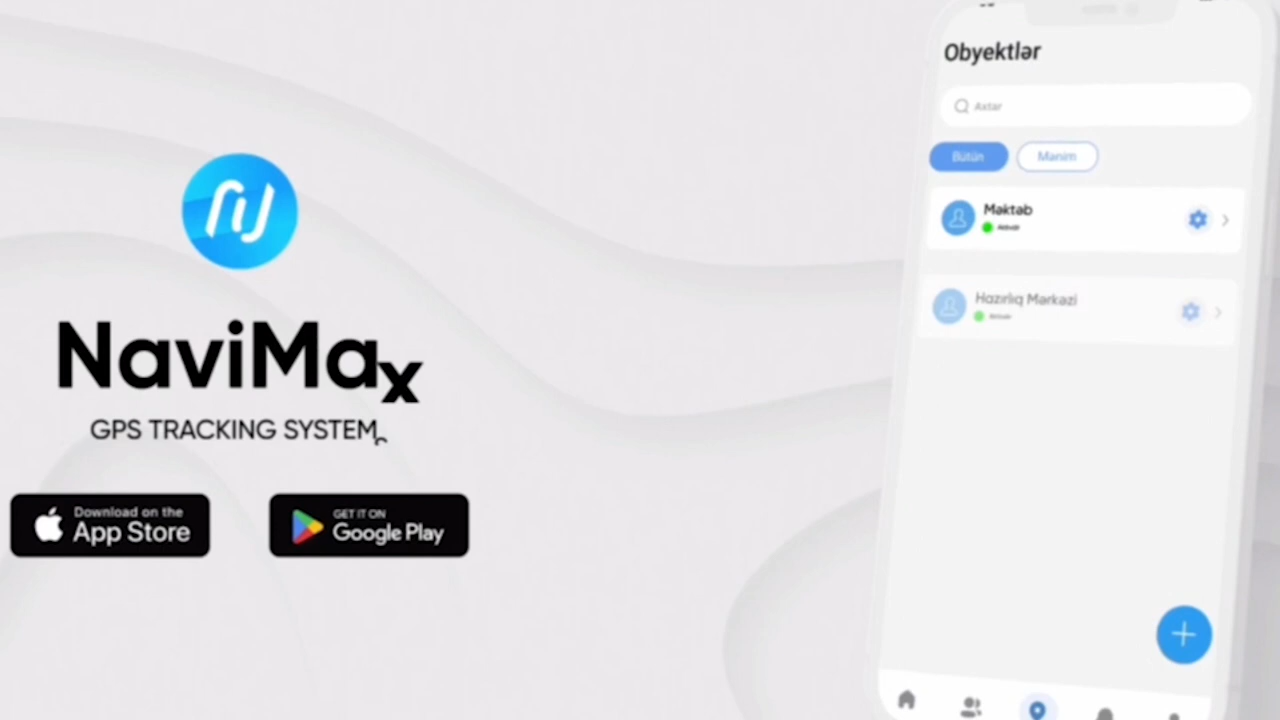 NaviMax
GPS TRACKING SYSTEM
Download on the
App Store
GET IT ON
Google Play
Obyektlər
Axtar
Bütün
Mənim
Məktəb
Hazırlıq Mərkəzi